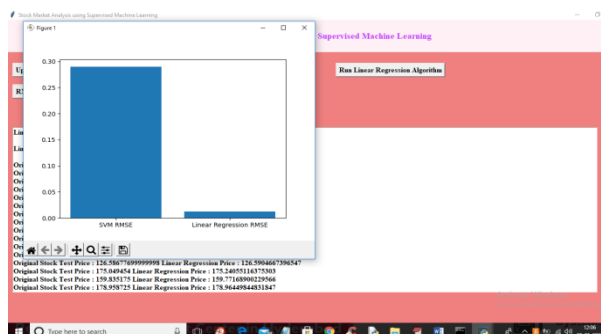 Stock Market Analysis using Supervised Machine Learning
Figure 1
Supervised Machine Learning
Run Linear Regression Algorithm
0.30
0.25
0.20
0.15
0.10
0.05
0.00
SVM RMSE
Linear Regression RMSE
Original Stock Test Price : 126.58677699999998 Linear Regression Price : 126.5904667396547
Original Stock Test Price : 175.049454 Linear Regression Price : 175.24055116375303
Original Stock Test Price : 159.835175 Linear Regression Price : 159.77168900229566
Original Stock Test Price : 178.958725 Linear Regression Price : 178.96449844831847
Type here to search
12:06